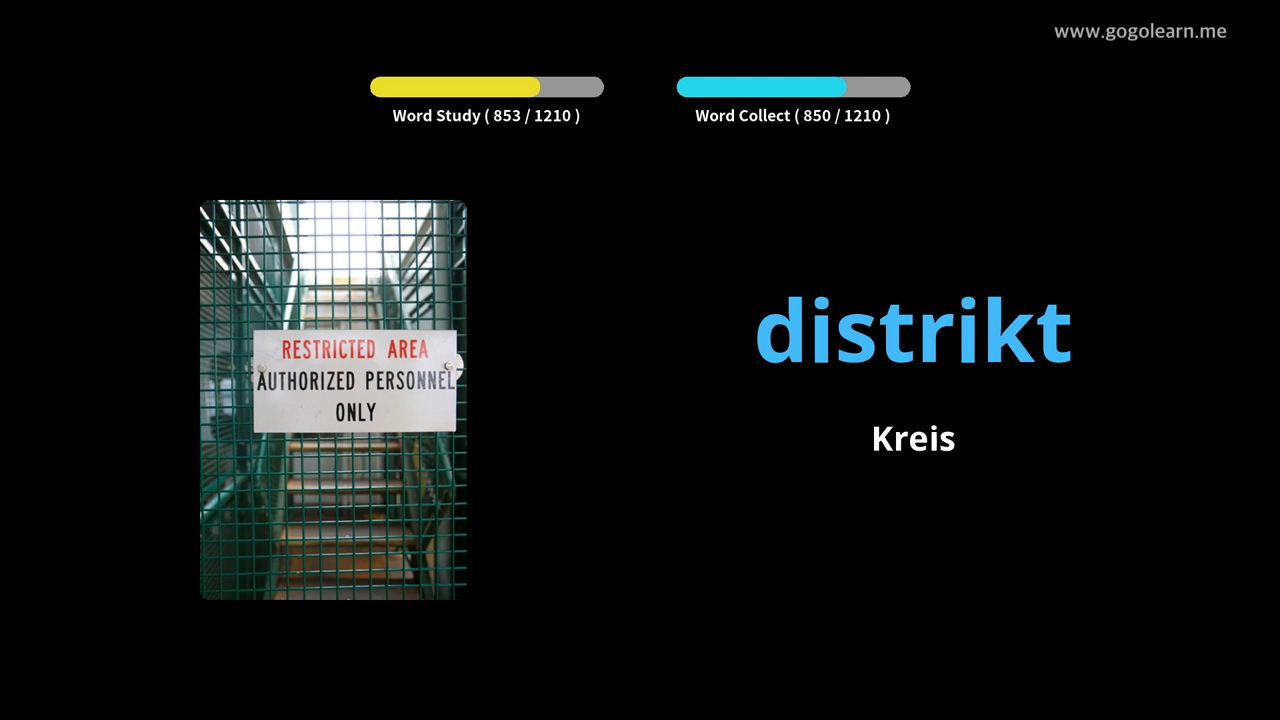 www.gogolearn.me
Word Study ( 853 / 1210 )
Word Collect ( 850 / 1210 )
RESTRICTED AREA
AUTHORIZED PERSONNEL
ONLY
distrikt
Kreis